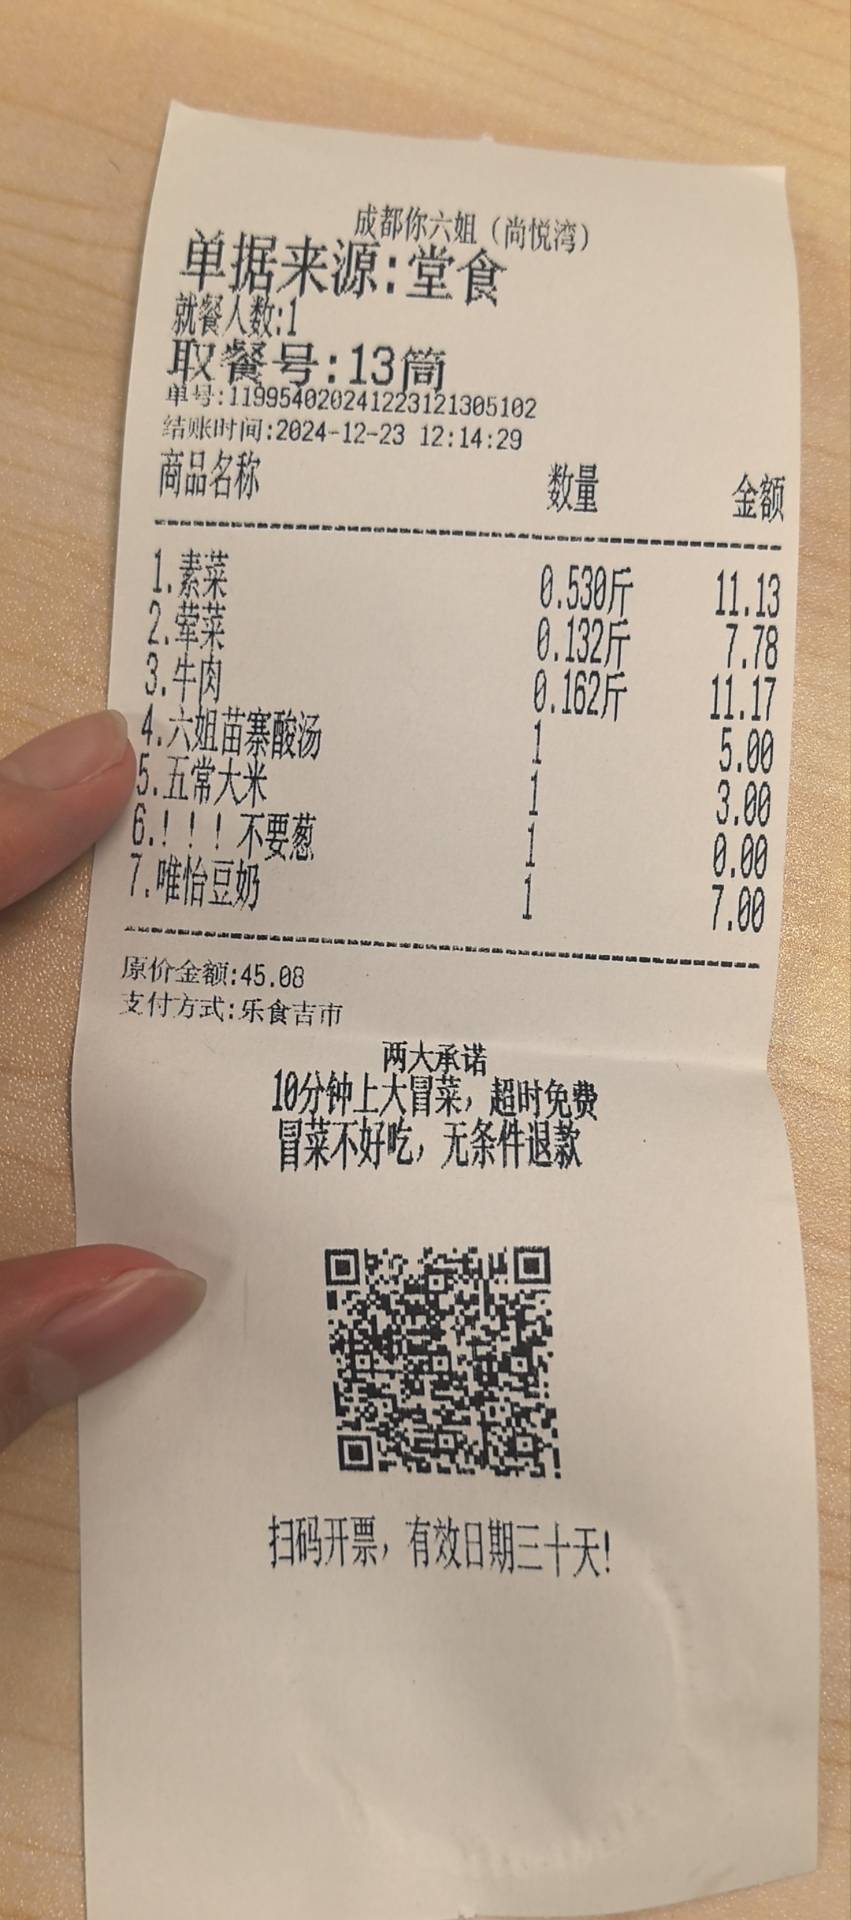 成都你六姐（尚悦湾）
单据来源:堂食
就餐人数:1
取餐号:13筒
单号:119954020241223121305102
结账时间:2024-12-23 12:14:29
商品名称 数量 金额
1.素菜 0.530斤 11.13
2.荤菜 0.132斤 7.78
3.牛肉 0.162斤 11.17
4.六姐苗寨酸汤 1 5.00
5.五常大米 1 3.00
6.！！！不要葱 1 0.00
7.唯怡豆奶 1 7.00
原价金额:45.08
支付方式:乐食吉市
两大承诺
10分钟上大冒菜，超时免费
冒菜不好吃，无条件退款
扫码开票，有效日期三十天!